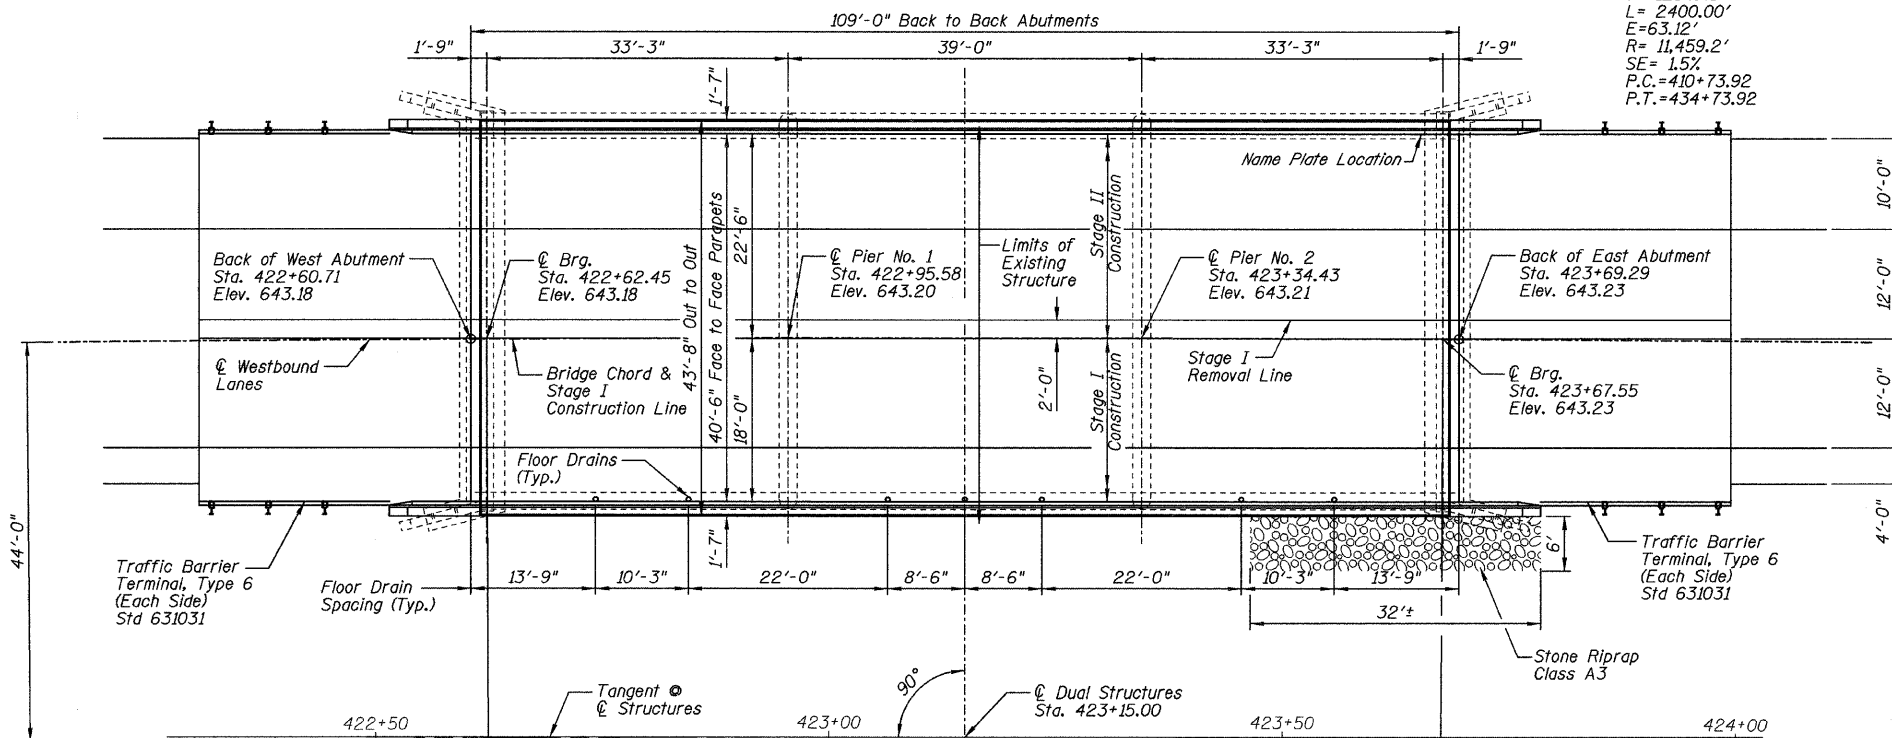 L= 2400.00'
E=63.12'
R= 11,459.2'
SE= 1.5%
P.C.=410+73.92
P.T.=434+73.92
109'-0" Back to Back Abutments
1'-9"
33'-3"
39'-0"
33'-3"
1'-9"
1'-7"
Name Plate Location
10'-0"
12'-0"
12'-0"
4'-0"
43'-8" Out to Out
40'-6" Face to Face Parapets
22'-6"
18'-0"
Stage II
Construction
Stage I
Construction
Limits of
Existing
Structure
Back of West Abutment
Sta. 422+60.71
Elev. 643.18
℄ Brg.
Sta. 422+62.45
Elev. 643.18
℄ Pier No. 1
Sta. 422+95.58
Elev. 643.20
℄ Pier No. 2
Sta. 423+34.43
Elev. 643.21
Back of East Abutment
Sta. 423+69.29
Elev. 643.23
℄ Westbound
Lanes
Bridge Chord &
Stage I
Construction Line
2'-0"
Stage I
Removal Line
℄ Brg.
Sta. 423+67.55
Elev. 643.23
Floor Drains
(Typ.)
44'-0"
Traffic Barrier
Terminal, Type 6
(Each Side)
Std 631031
Floor Drain
Spacing (Typ.)
1'-7"
13'-9"
10'-3"
22'-0"
8'-6"
8'-6"
22'-0"
10'-3"
13'-9"
6'
32'±
Traffic Barrier
Terminal, Type 6
(Each Side)
Std 631031
Stone Riprap
Class A3
Tangent @
℄ Structures
90°
℄ Dual Structures
Sta. 423+15.00
422+50
423+00
423+50
424+00